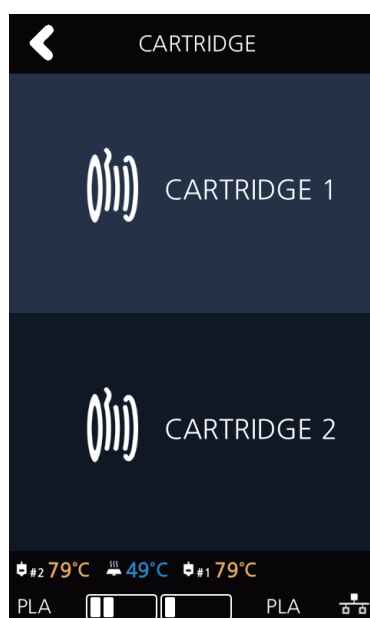 CARTRIDGE
CARTRIDGE 1
CARTRIDGE 2
#2 79°C 49°C #1 79°C
PLA PLA